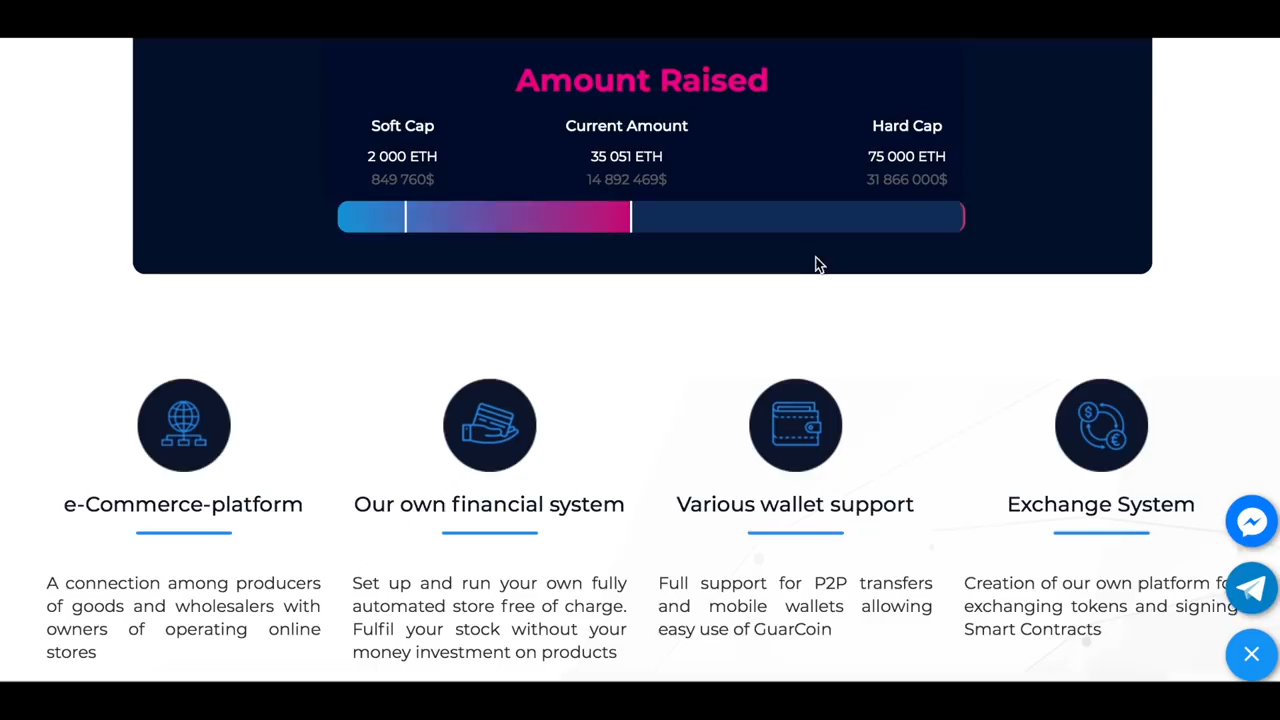 Amount Raised
Soft Cap
Current Amount
Hard Cap
2 000 ETH
35 051 ETH
75 000 ETH
849 760$
14 892 469$
31 866 000$
e-Commerce-platform
A connection among producers
of goods and wholesalers with
owners of operating online
stores
Our own financial system
Set up and run your own fully
automated store free of charge.
Fulfil your stock without your
money investment on products
Various wallet support
Full support for P2P transfers
and mobile wallets allowing
easy use of GuarCoin
Exchange System
Creation of our own platform for
exchanging tokens and signing
Smart Contracts